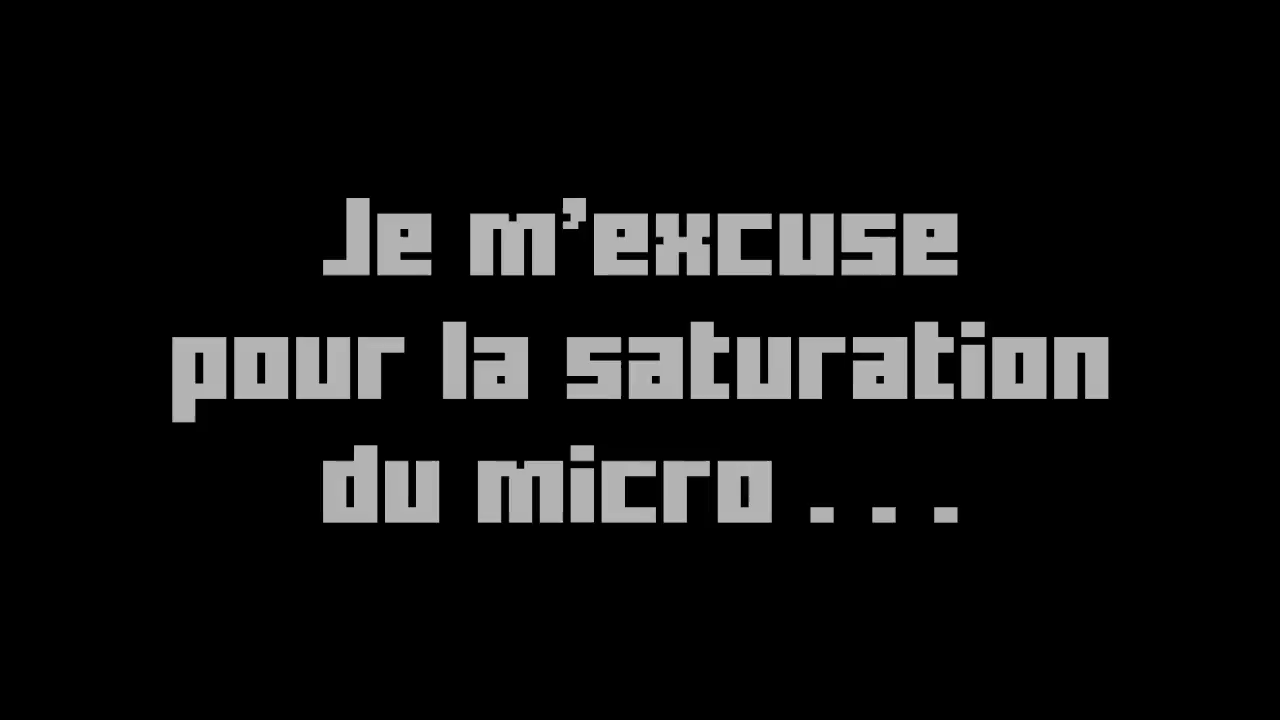 Je m'excuse
pour la saturation
du micro . . .